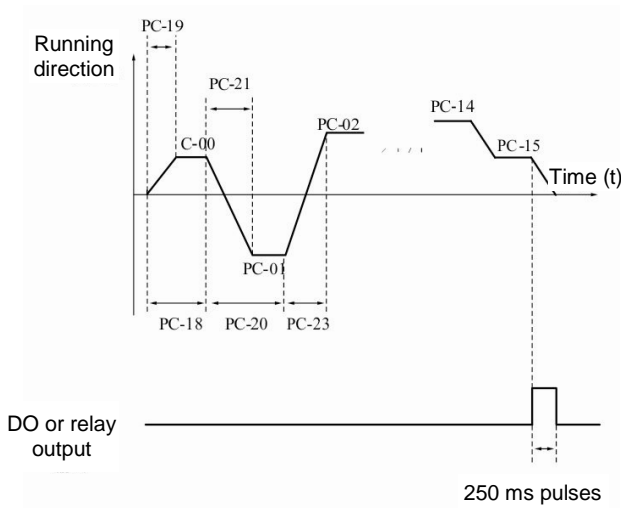 PC-19
Running
direction
PC-21
C-00
PC-02
PC-14
PC-15
Time (t)
PC-01
PC-18
PC-20
PC-23
DO or relay
output
250 ms pulses